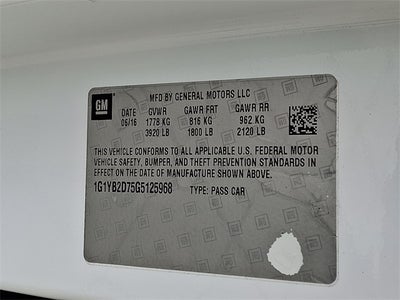 GM
MFD BY GENERAL MOTORS LLC
DATE GVWR GAWR FRT GAWR RR
05/16 1778 KG 816 KG 962 KG
3920 LB 1800 LB 2120 LB
THIS VEHICLE CONFORMS TO ALL APPLICABLE U.S. FEDERAL MOTOR
VEHICLE SAFETY, BUMPER, AND THEFT PREVENTION STANDARDS IN
EFFECT ON THE DATE OF MANUFACTURE SHOWN ABOVE.
1G1YB2D75G5125968 TYPE: PASS CAR